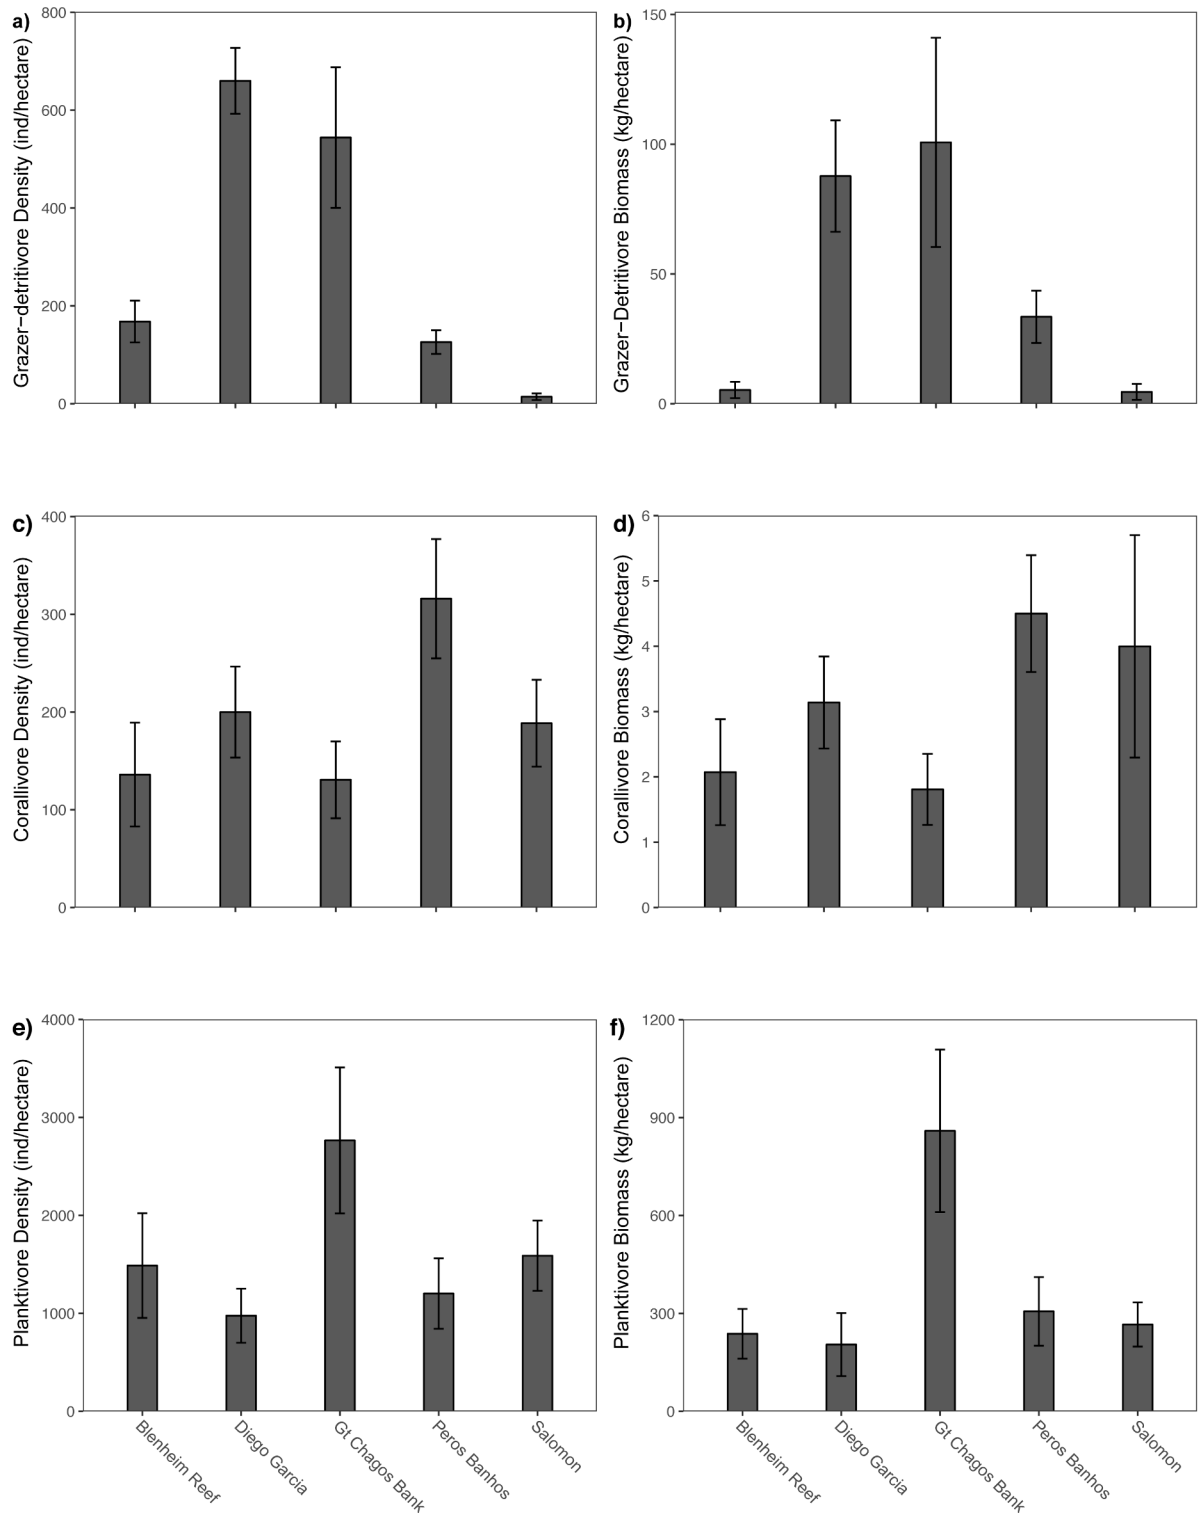 a)
Grazer−detritivore Density (ind/hectare)
800
600
400
200
0
b)
Grazer−Detritivore Biomass (kg/hectare)
150
100
50
0
c)
Corallivore Density (ind/hectare)
400
300
200
100
0
d)
Corallivore Biomass (kg/hectare)
6
5
4
3
2
1
0
e)
Planktivore Density (ind/hectare)
4000
3000
2000
1000
0
Blenheim Reef
Diego Garcia
Gt Chagos Bank
Peros Banhos
Salomon
f)
Planktivore Biomass (kg/hectare)
1200
900
600
300
0
Blenheim Reef
Diego Garcia
Gt Chagos Bank
Peros Banhos
Salomon